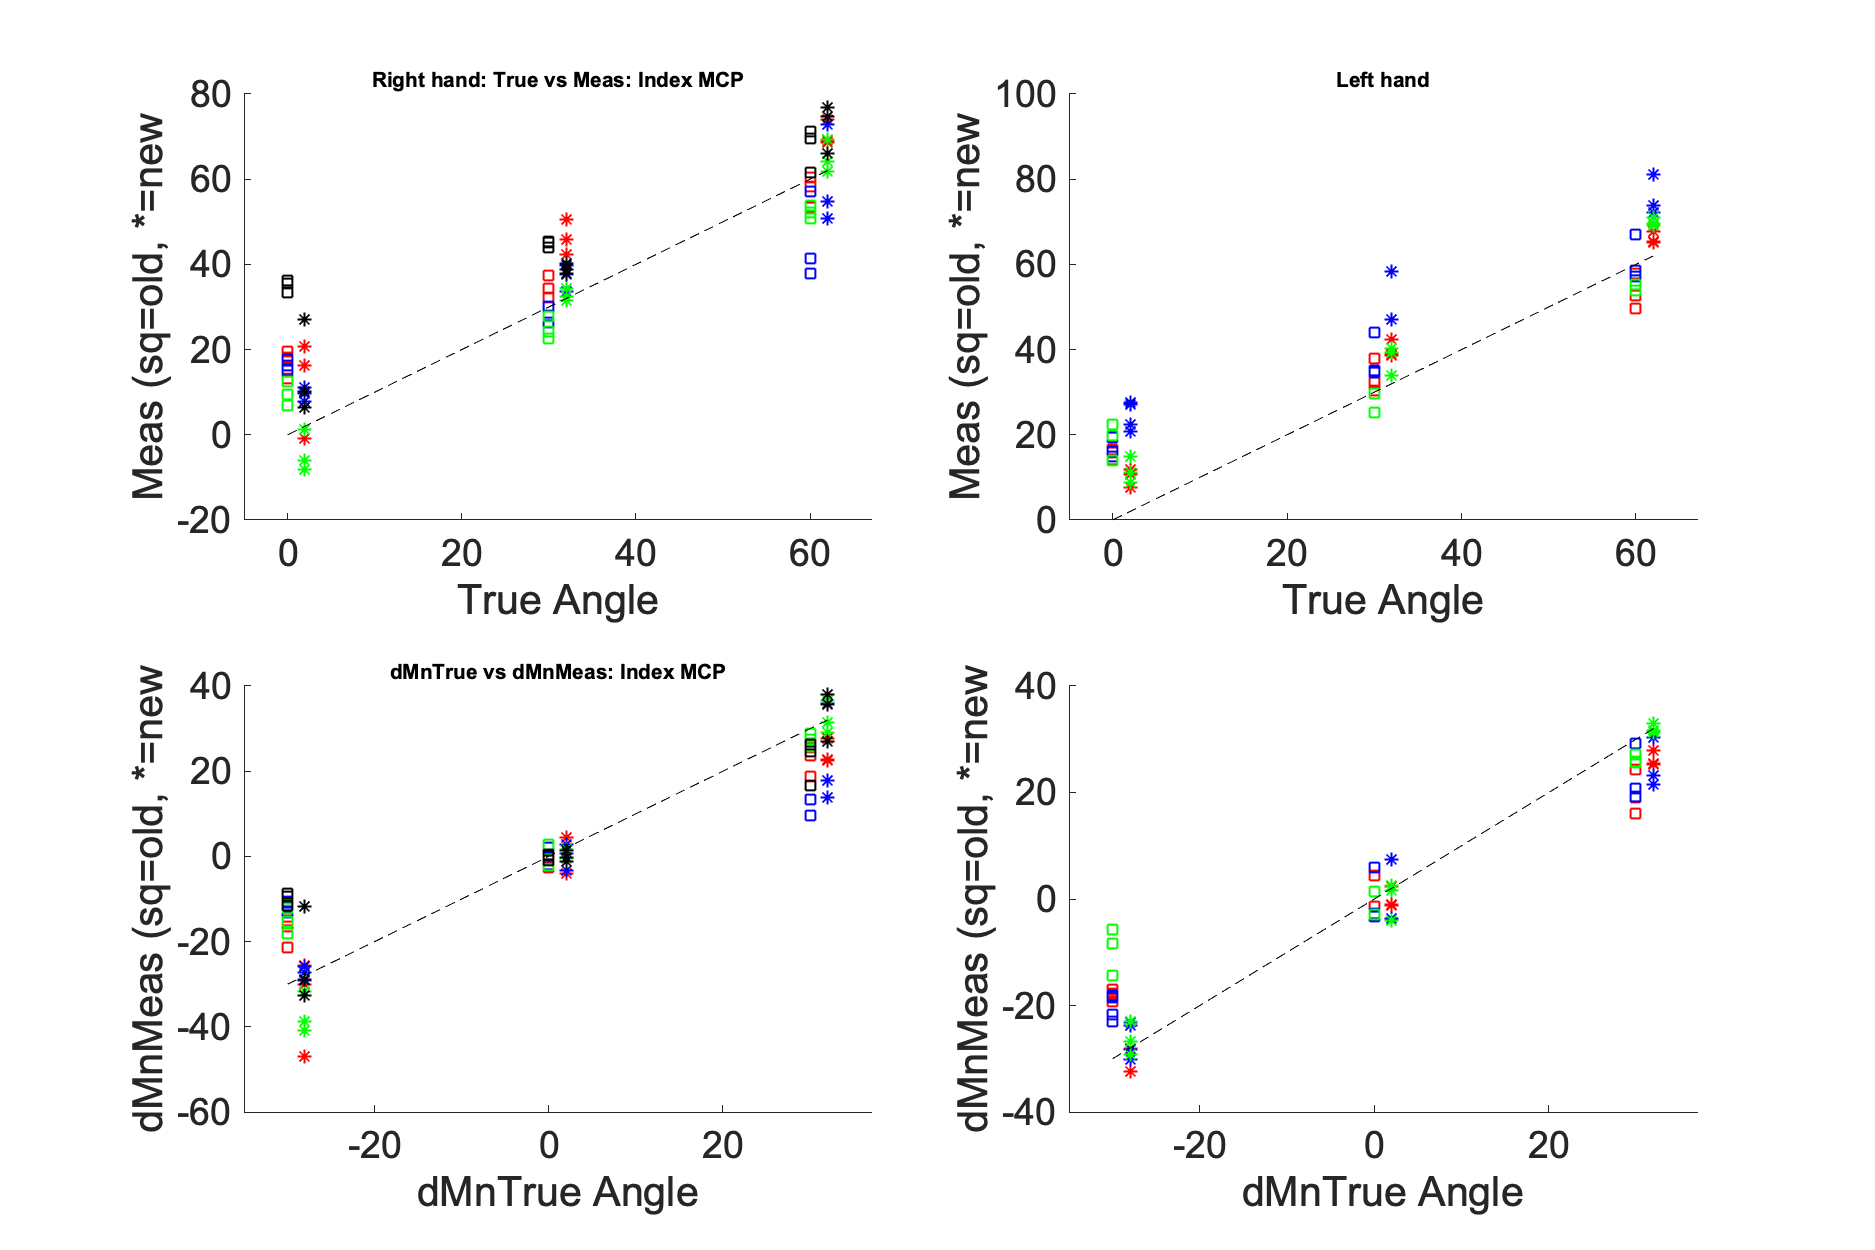 Right hand: True vs Meas: Index MCP
Meas (sq=old, *=new
80
60
40
20
0
-20
0 20 40 60
True Angle
Left hand
Meas (sq=old, *=new
100
80
60
40
20
0
0 20 40 60
True Angle
dMnTrue vs dMnMeas: Index MCP
dMnMeas (sq=old, *=new
40
20
0
-20
-40
-60
-20 0 20
dMnTrue Angle
dMnMeas (sq=old, *=new
40
20
0
-20
-40
-20 0 20
dMnTrue Angle